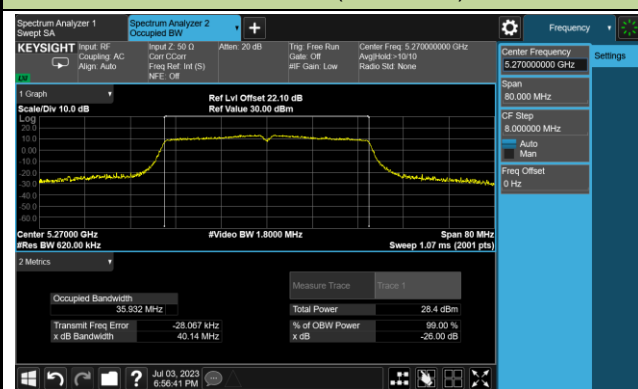 Spectrum Analyzer 1
Swept SA
Spectrum Analyzer 2
Occupied BW
Frequency
KEYSIGHT
Input: RF
Coupling: AC
Align: Auto
Input Z: 50 Ω
Corr CCorr
Freq Ref: Int (S)
NFE: Off
Atten: 20 dB
Trig: Free Run
Gate: Off
#IF Gain: Low
Center Freq: 5.270000000 GHz
Avg|Hold:>10/10
Radio Std: None
Center Frequency
5.270000000 GHz
Settings
Span
80.000 MHz
CF Step
8.000000 MHz
Auto
Man
Freq Offset
0 Hz
1 Graph
Scale/Div 10.0 dB
Ref Lvl Offset 22.10 dB
Ref Value 30.00 dBm
Log
20.0
10.0
0.00
-10.0
-20.0
-30.0
-40.0
-50.0
-60.0
Center 5.27000 GHz
#Res BW 620.00 kHz
#Video BW 1.8000 MHz
Span 80 MHz
Sweep 1.07 ms (2001 pts)
2 Metrics
Measure Trace
Trace 1
Occupied Bandwidth
35.932 MHz
Total Power
28.4 dBm
Transmit Freq Error
-28.067 kHz
% of OBW Power
99.00 %
x dB Bandwidth
40.14 MHz
x dB
-26.00 dB
?
Jul 03, 2023
6:56:41 PM